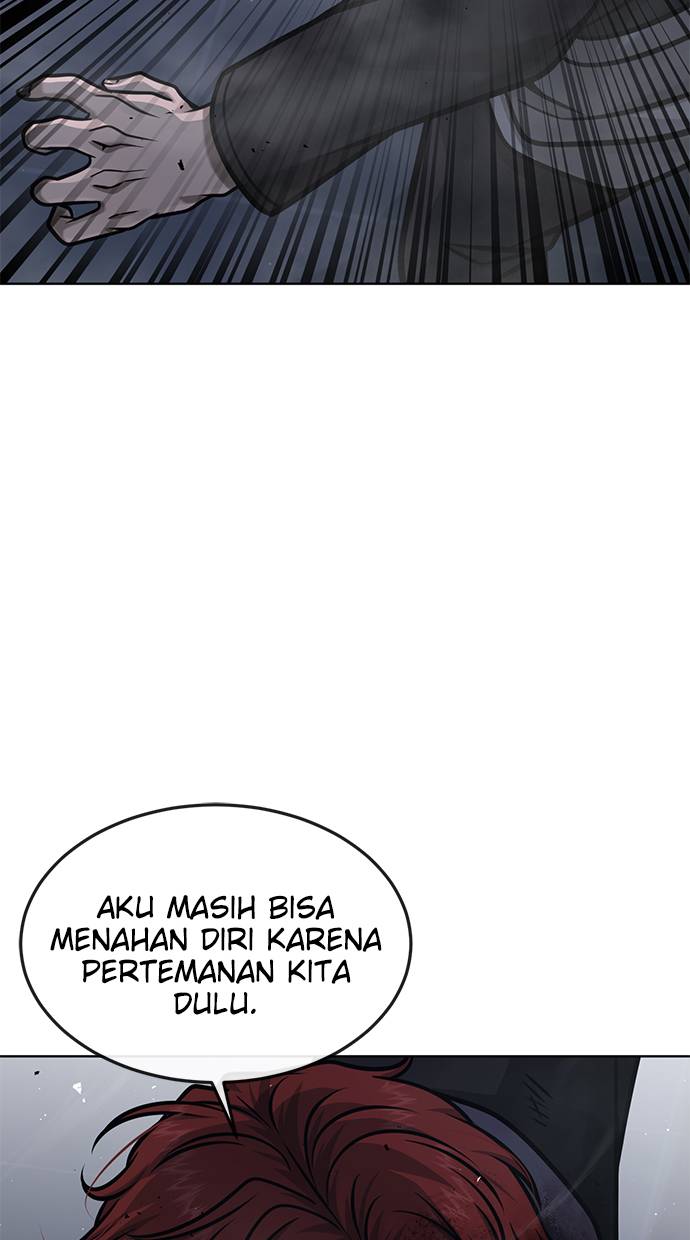 AKU MASIH BISA
MENAHAN DIRI KARENA
PERTEMANAN KITA
DULU.